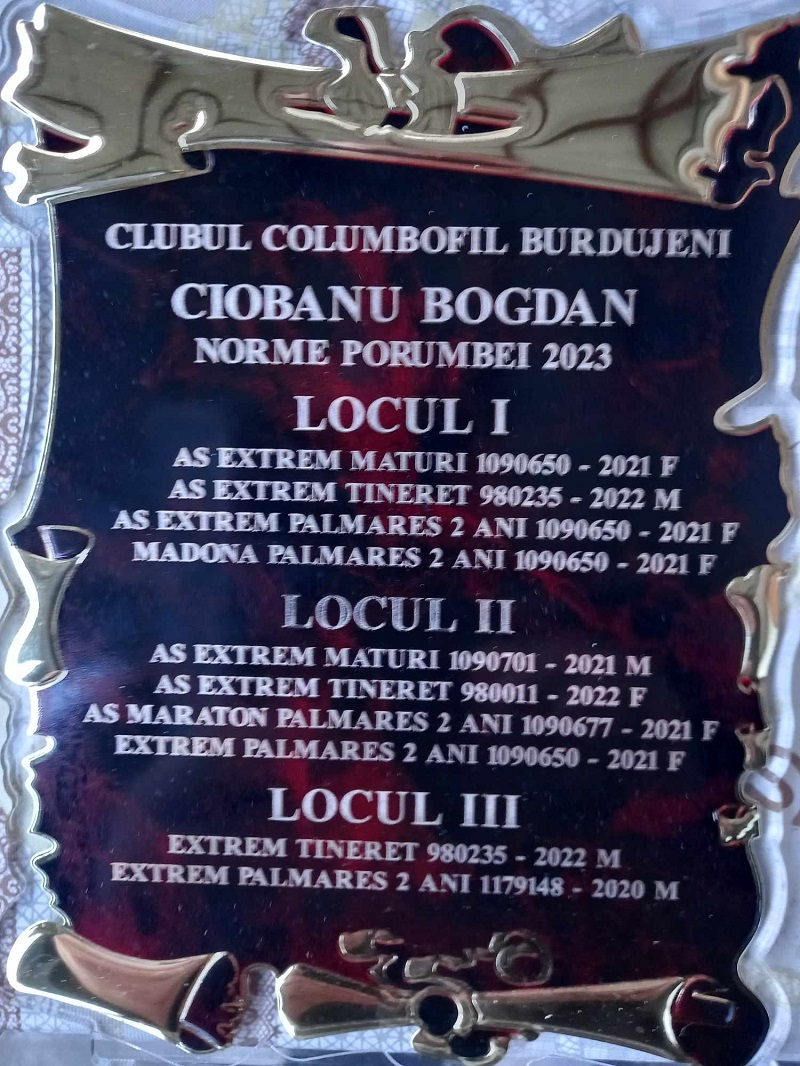 CLUBUL COLUMBOFIL BURDUJENI
CIOBANU BOGDAN
NORME PORUMBEI 2023
LOCUL I
AS EXTREM MATURI 1090650 - 2021 F
AS EXTREM TINERET 980235 - 2022 M
AS EXTREM PALMARES 2 ANI 1090650 - 2021 F
MADONA PALMARES 2 ANI 1090650 - 2021 F
LOCUL II
AS EXTREM MATURI 1090701 - 2021 M
AS EXTREM TINERET 980011 - 2022 F
AS MARATON PALMARES 2 ANI 1090677 - 2021 F
EXTREM PALMARES 2 ANI 1090650 - 2021 F
LOCUL III
EXTREM TINERET 980235 - 2022 M
EXTREM PALMARES 2 ANI 1179148 - 2020 M